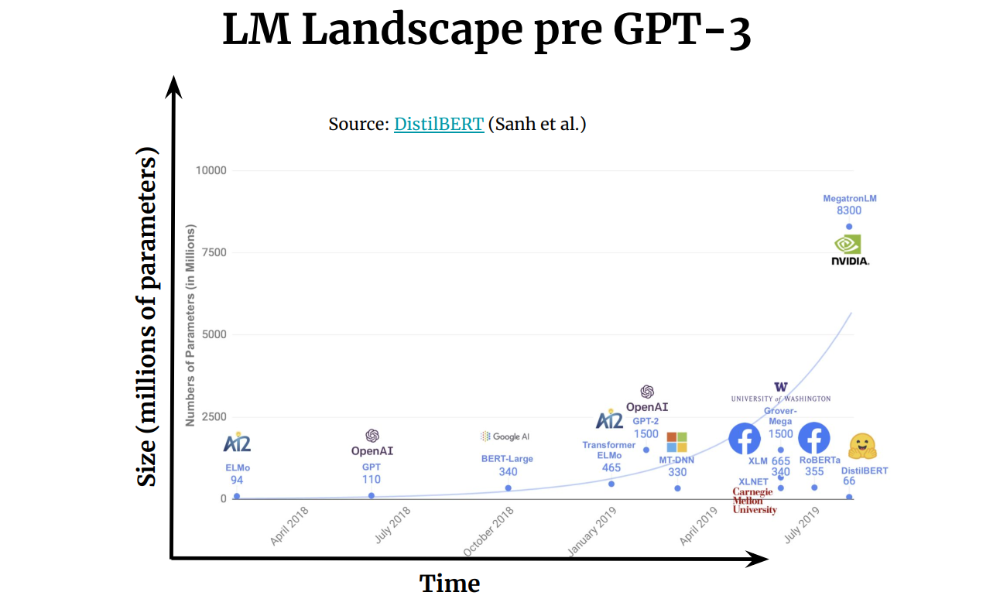 LM Landscape pre GPT-3
Source: DistilBERT (Sanh et al.)
Size (millions of parameters)
Numbers of Parameters (in Millions)
10000
7500
5000
2500
0
MegatronLM
8300
NVIDIA.
AI2
ELMo
94
OpenAI
GPT
110
Google AI
BERT-Large
340
AI2
Transformer
ELMo
465
OpenAI
GPT-2
1500
MT-DNN
330
W
UNIVERSITY of WASHINGTON
Grover-
Mega
1500
XLM 665
340
XLNET
Carnegie
Mellon
University
RoBERTa
355
DistilBERT
66
April 2018
July 2018
October 2018
January 2019
April 2019
July 2019
Time